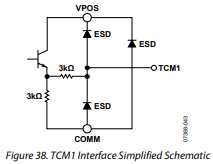 VPOS
ESD
ESD
3kΩ
TCM1
3kΩ
ESD
COMM
07368-043
Figure 38. TCM1 Interface Simplified Schematic